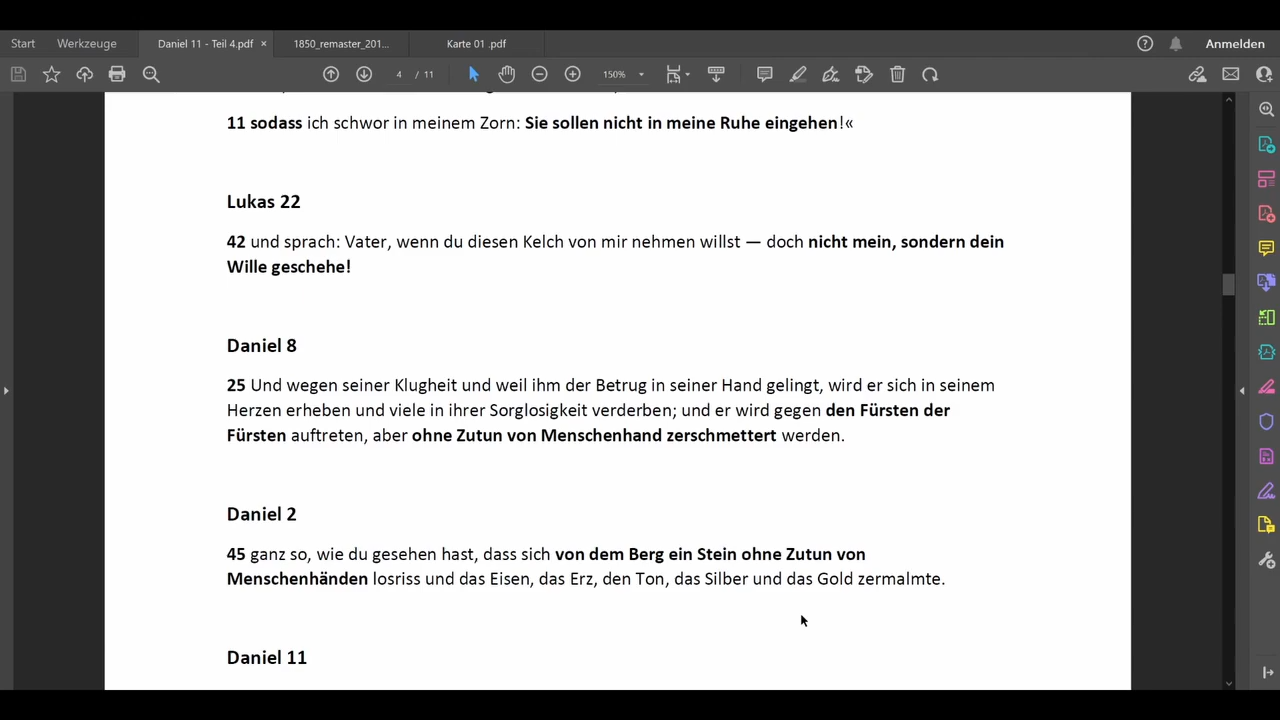 Start Werkzeuge Daniel 11 - Teil 4.pdf × 1850_remaster_201... Karte 01 .pdf Anmelden
4 / 11 150%
11 sodass ich schwor in meinem Zorn: Sie sollen nicht in meine Ruhe eingehen!«
Lukas 22
42 und sprach: Vater, wenn du diesen Kelch von mir nehmen willst — doch nicht mein, sondern dein
Wille geschehe!
Daniel 8
25 Und wegen seiner Klugheit und weil ihm der Betrug in seiner Hand gelingt, wird er sich in seinem
Herzen erheben und viele in ihrer Sorglosigkeit verderben; und er wird gegen den Fürsten der
Fürsten auftreten, aber ohne Zutun von Menschenhand zerschmettert werden.
Daniel 2
45 ganz so, wie du gesehen hast, dass sich von dem Berg ein Stein ohne Zutun von
Menschenhänden losriss und das Eisen, das Erz, den Ton, das Silber und das Gold zermalmte.
Daniel 11